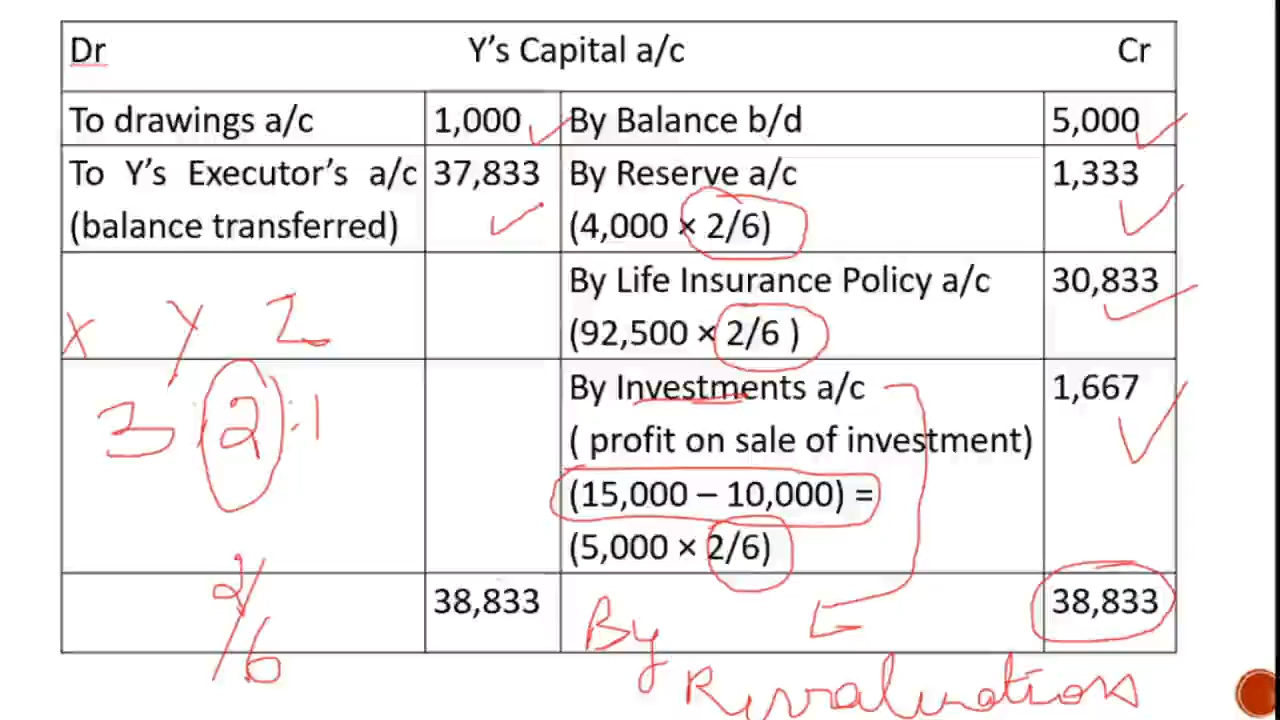 Dr Y's Capital a/c Cr
To drawings a/c 1,000 By Balance b/d 5,000
To Y's Executor's a/c 37,833 By Reserve a/c 1,333
(balance transferred) (4,000 × 2/6)
By Life Insurance Policy a/c 30,833
(92,500 × 2/6 )
X Y Z
By Investments a/c 1,667
3 : 2 : 1 ( profit on sale of investment)
(15,000 – 10,000) =
(5,000 × 2/6)
38,833 38,833
2/6
By
Revaluation